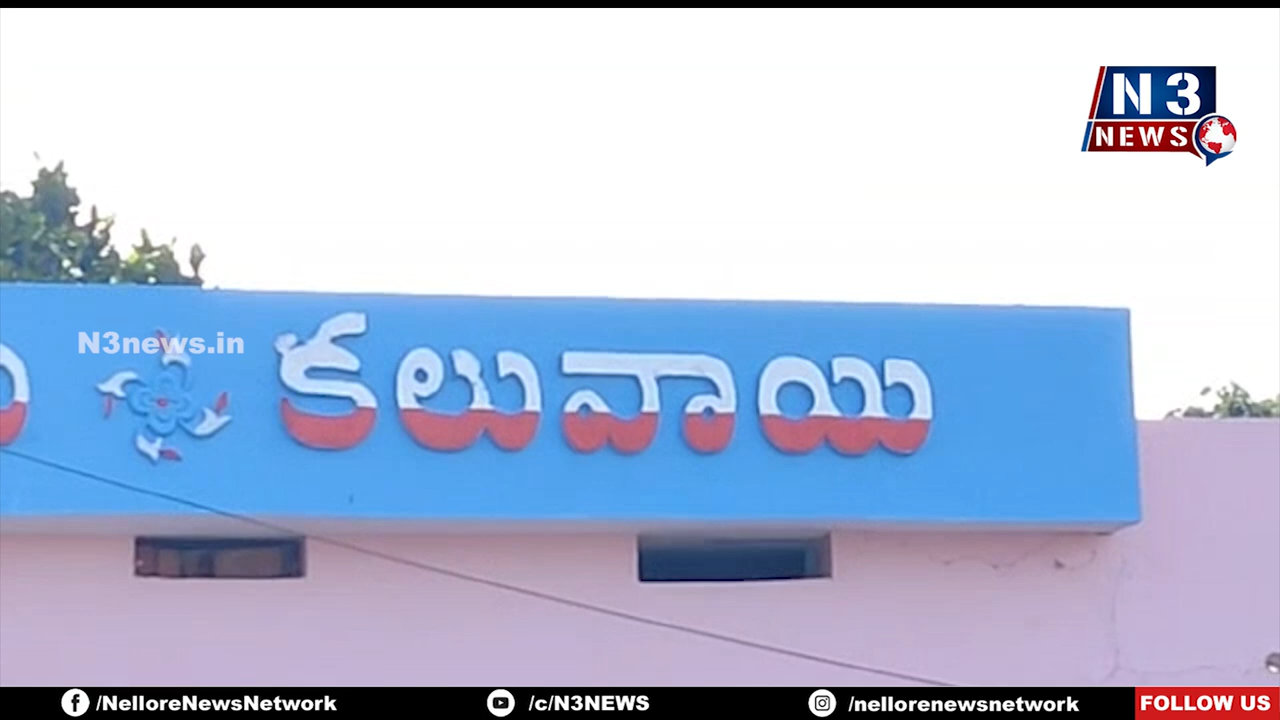 N3
NEWS
N3news.in
కలువాయి
/NelloreNewsNetwork
/c/N3NEWS
/nellorenewsnetwork
FOLLOW US